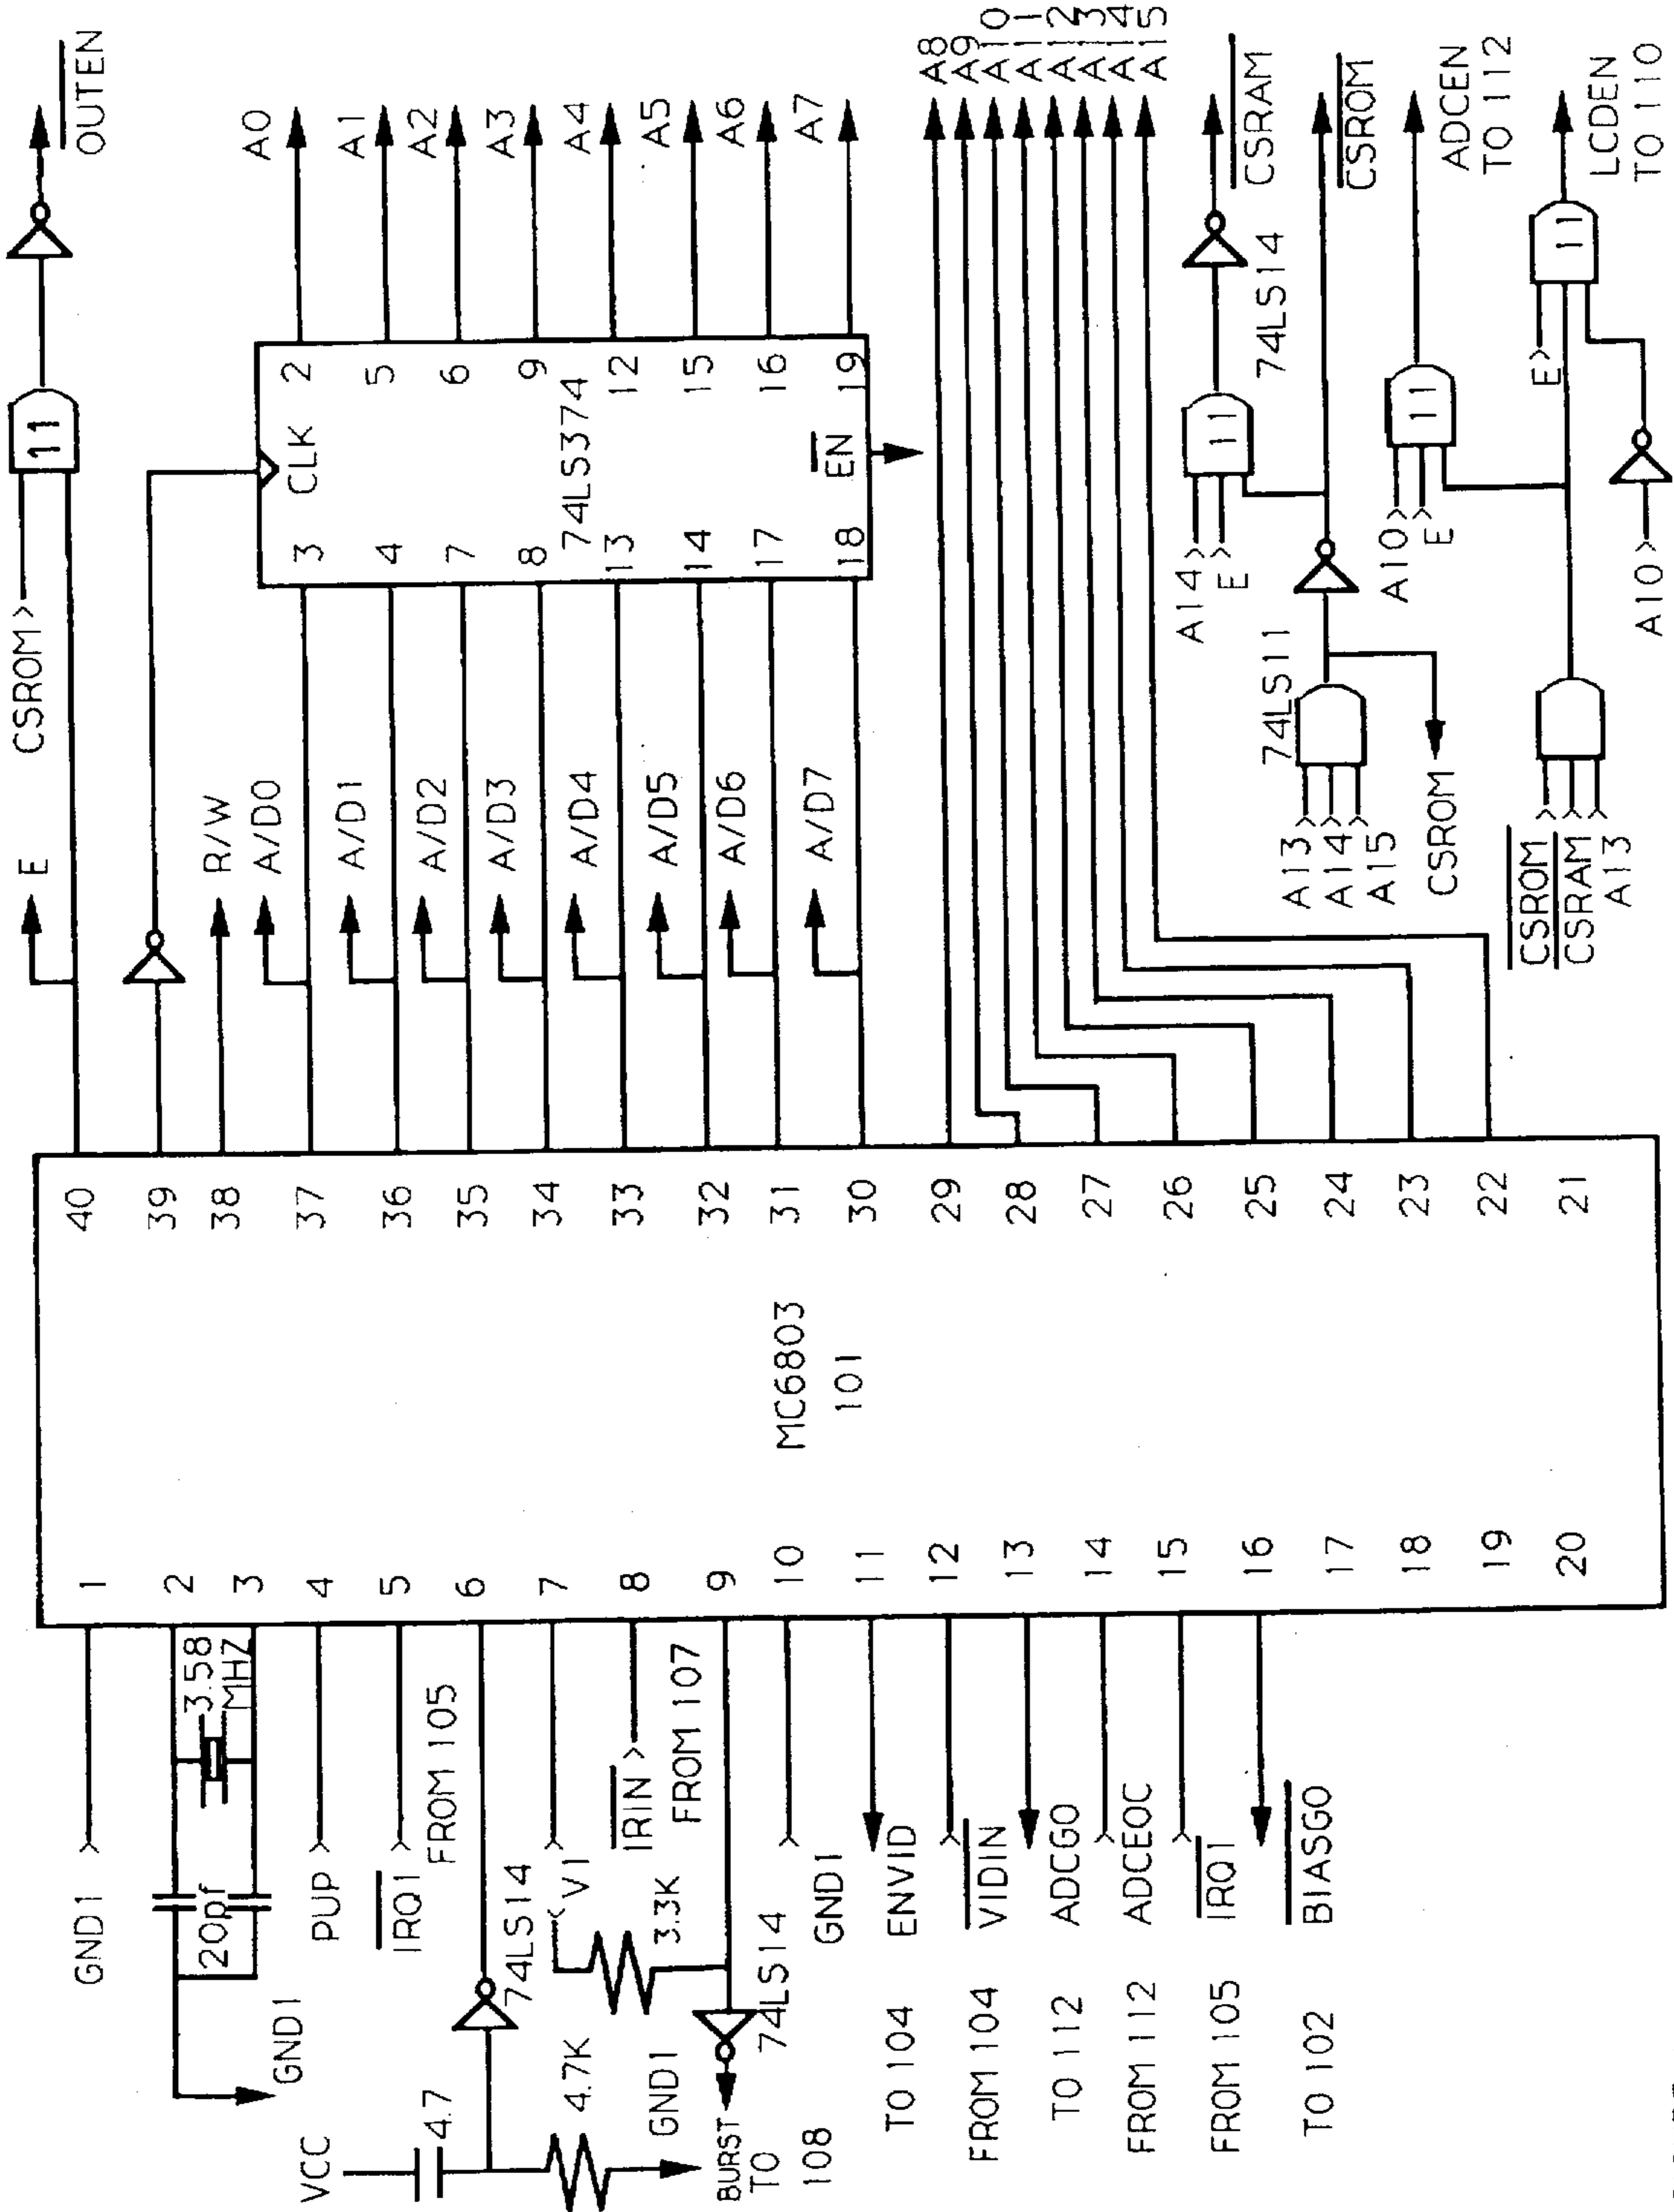 GND1
20pf
GND1
3.58
MHZ
PUP
IRQ1
FROM 105
VCC
4.7
4.7K
GND1
74LS14
V1
3.3K
IRIN
FROM 107
74LS14
BURST
TO
108
GND1
ENVID
TO 104
VIDIN
FROM 104
ADCGO
TO 112
ADCEOC
FROM 112
IRQ1
FROM 105
BIASGO
TO 102
1
2
3
4
5
6
7
8
9
10
11
12
13
14
15
16
17
18
19
20
MC6803
101
40
39
38
37
36
35
34
33
32
31
30
29
28
27
26
25
24
23
22
21
E
CSROM
11
OUTEN
R/W
A/D0
A/D1
A/D2
A/D3
A/D4
A/D5
A/D6
A/D7
3
4
7
8
13
14
17
18
CLK
74LS374
EN
2
5
6
9
12
15
16
19
A0
A1
A2
A3
A4
A5
A6
A7
A8
A9
A10
A11
A12
A13
A14
A15
A14
E
11
74LS14
CSRAM
A13
A14
A15
74LS11
CSROM
CSROM
A10
E
11
ADCEN
TO 112
CSROM
CSRAM
A13
E
A10
11
LCDEN
TO 110